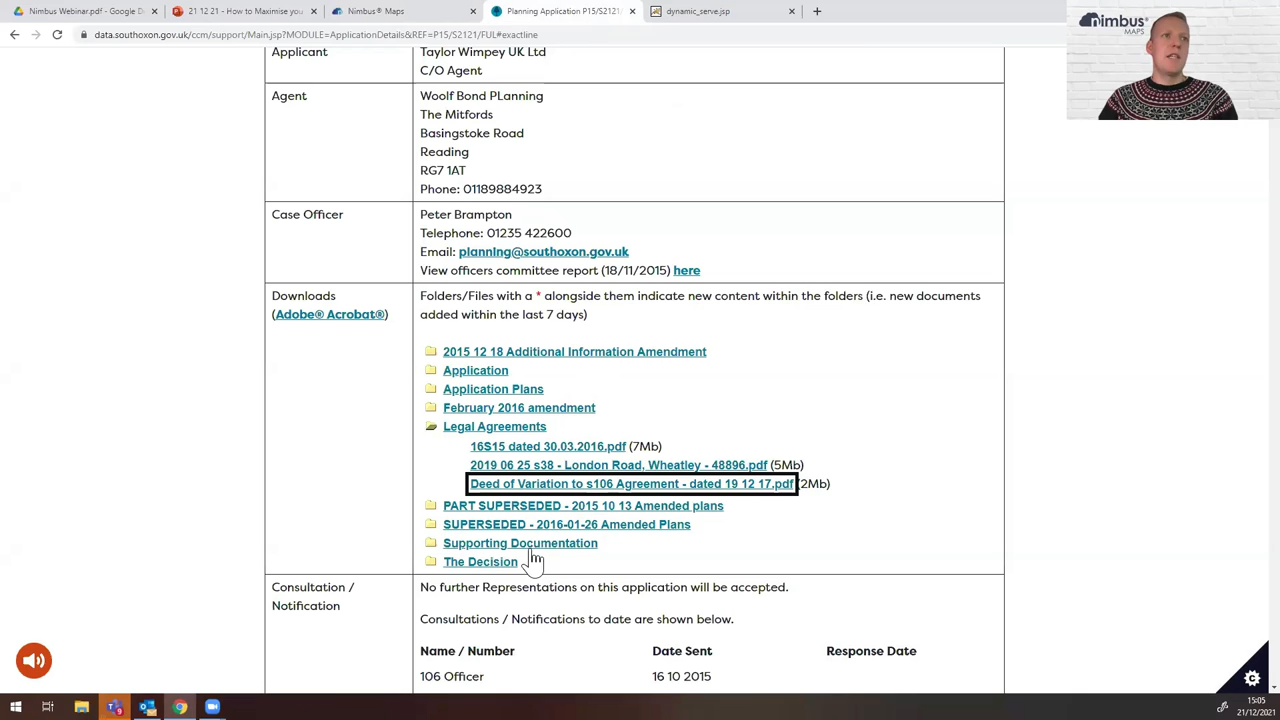 Nimbus Webinar.pdf - Google D
21 12 21 - How to Maximise you
Nimbus® Maps
Planning Application P15/S2121/
dynamic_serve.jsp
data.southoxon.gov.uk/ccm/support/Main.jsp?MODULE=ApplicationDetails&REF=P15/S2121/FUL#exactline
nimbus®
MAPS
Applicant
Taylor Wimpey UK Ltd
C/O Agent
Agent
Woolf Bond PLanning
The Mitfords
Basingstoke Road
Reading
RG7 1AT
Phone: 01189884923
Case Officer
Peter Brampton
Telephone: 01235 422600
Email: planning@southoxon.gov.uk
View officers committee report (18/11/2015) here
Downloads
(Adobe® Acrobat®)
Folders/Files with a * alongside them indicate new content within the folders (i.e. new documents
added within the last 7 days)
2015 12 18 Additional Information Amendment
Application
Application Plans
February 2016 amendment
Legal Agreements
16S15 dated 30.03.2016.pdf (7Mb)
2019 06 25 s38 - London Road, Wheatley - 48896.pdf (5Mb)
Deed of Variation to s106 Agreement - dated 19 12 17.pdf (2Mb)
PART SUPERSEDED - 2015 10 13 Amended plans
SUPERSEDED - 2016-01-26 Amended Plans
Supporting Documentation
The Decision
Consultation /
Notification
No further Representations on this application will be accepted.
Consultations / Notifications to date are shown below.
Name / Number Date Sent Response Date
106 Officer 16 10 2015
15:05
21/12/2021